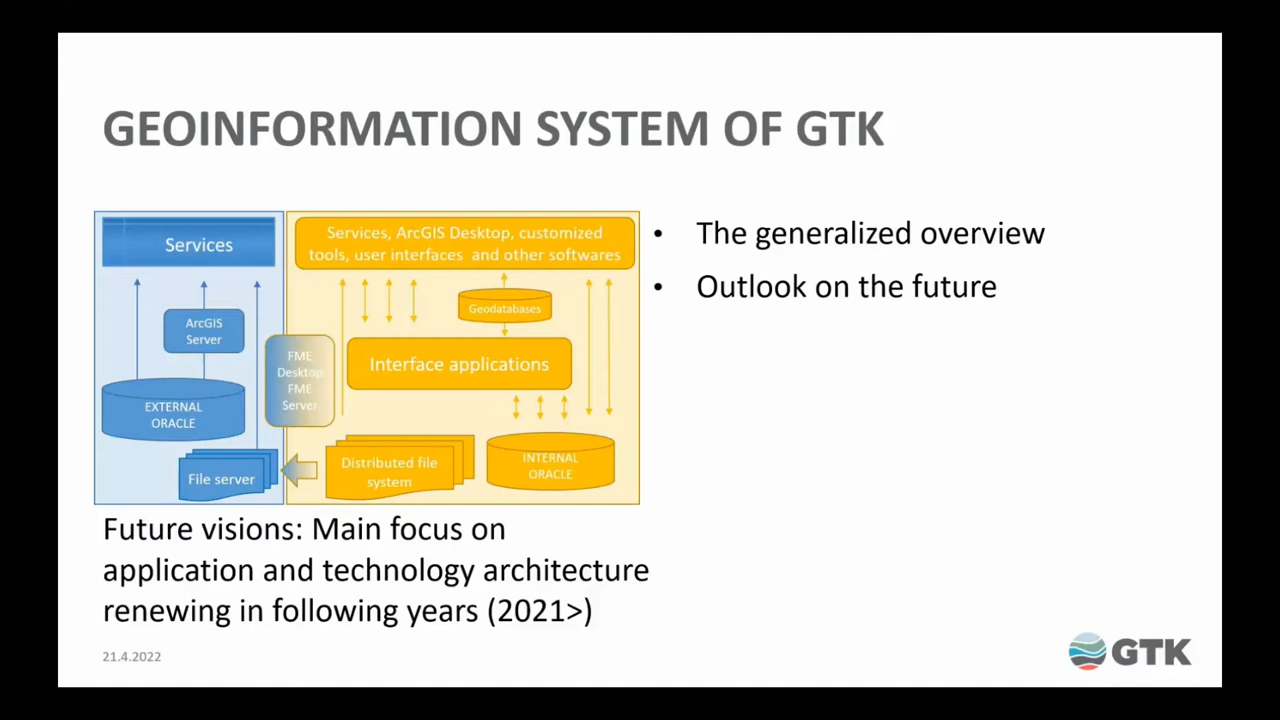 GEOINFORMATION SYSTEM OF GTK
Services
ArcGIS
Server
EXTERNAL
ORACLE
File server
FME
Desktop
FME
Server
Services, ArcGIS Desktop, customized
tools, user interfaces and other softwares
Geodatabases
Interface applications
Distributed file
system
INTERNAL
ORACLE
• The generalized overview
• Outlook on the future
Future visions: Main focus on
application and technology architecture
renewing in following years (2021>)
21.4.2022
GTK